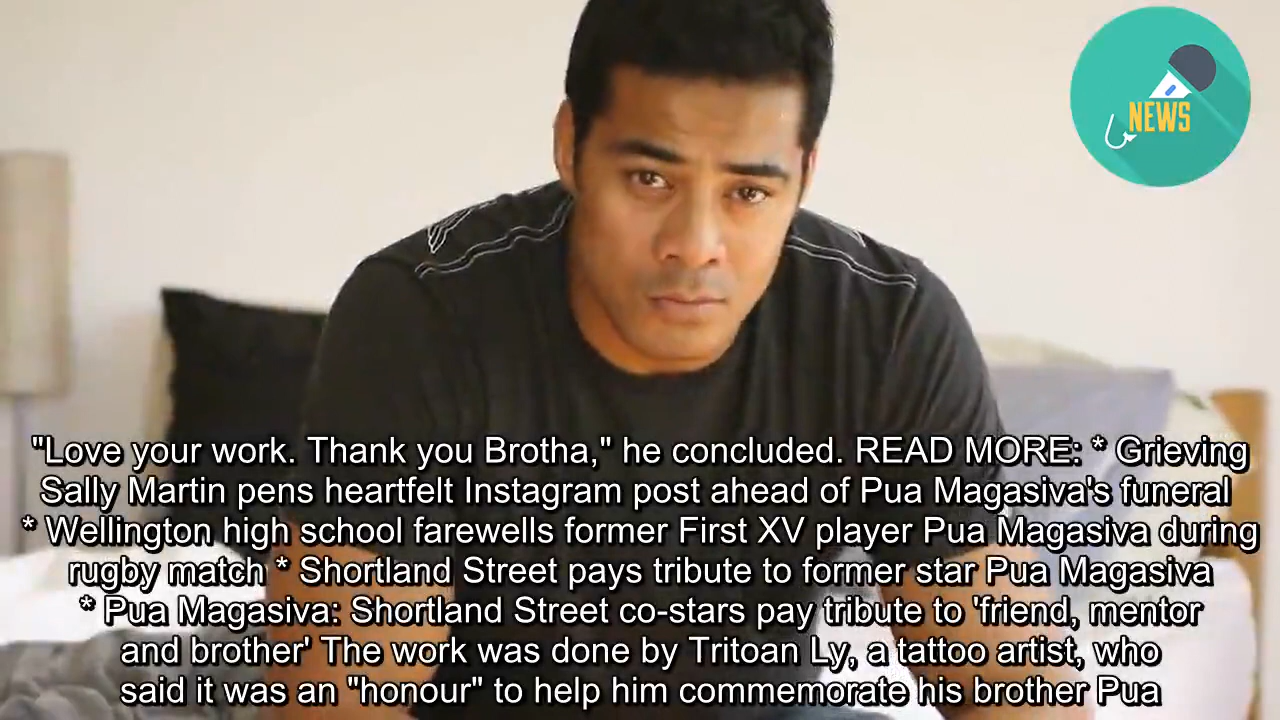 NEWS
"Love your work. Thank you Brotha," he concluded. READ MORE: * Grieving
Sally Martin pens heartfelt Instagram post ahead of Pua Magasiva's funeral
* Wellington high school farewells former First XV player Pua Magasiva during
rugby match * Shortland Street pays tribute to former star Pua Magasiva
* Pua Magasiva: Shortland Street co-stars pay tribute to 'friend, mentor
and brother' The work was done by Tritoan Ly, a tattoo artist, who
said it was an "honour" to help him commemorate his brother Pua